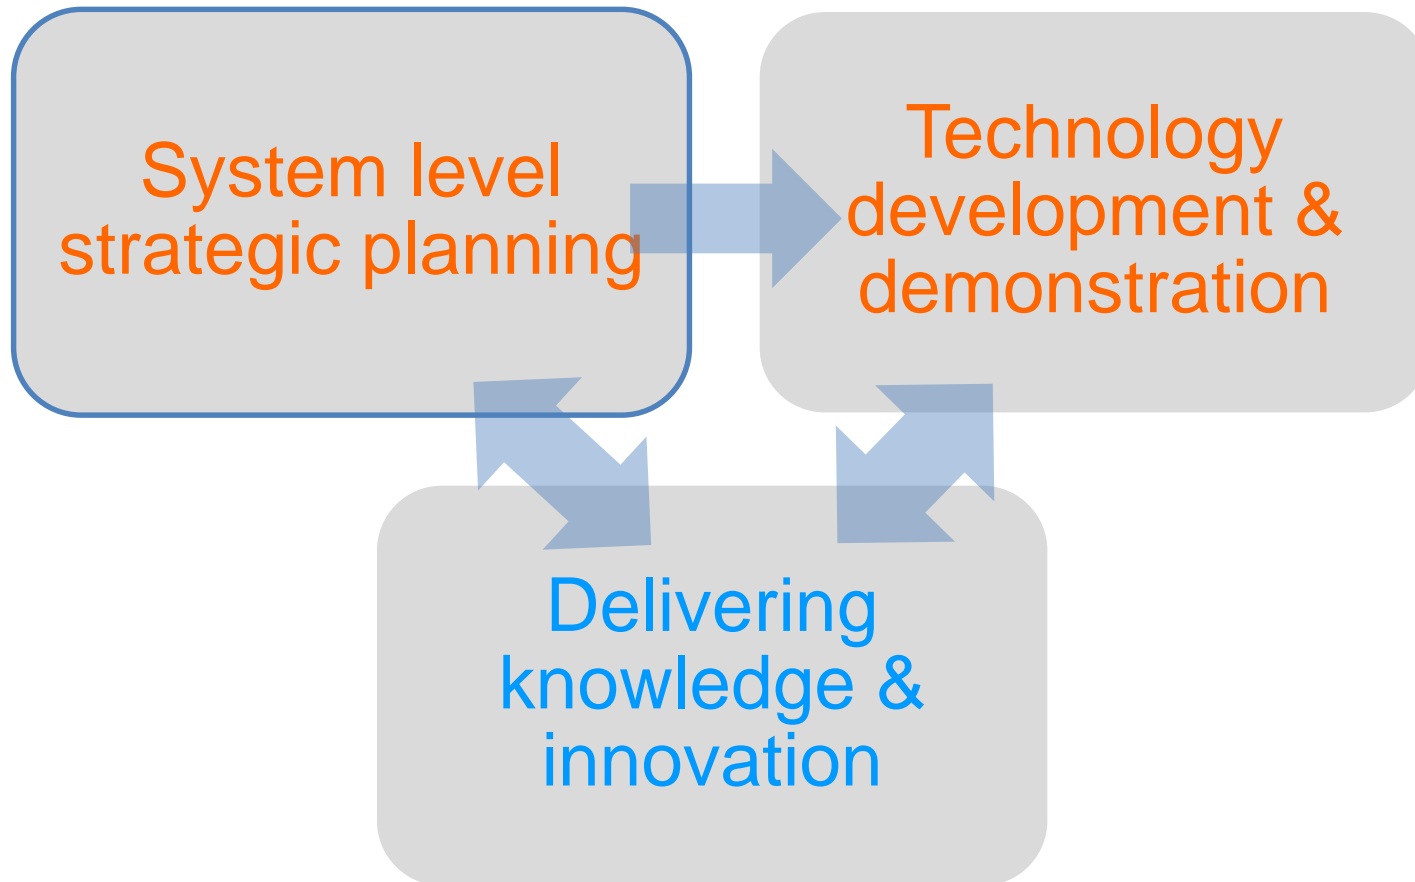 System level
strategic planning
Technology
development &
demonstration
Delivering
knowledge &
innovation